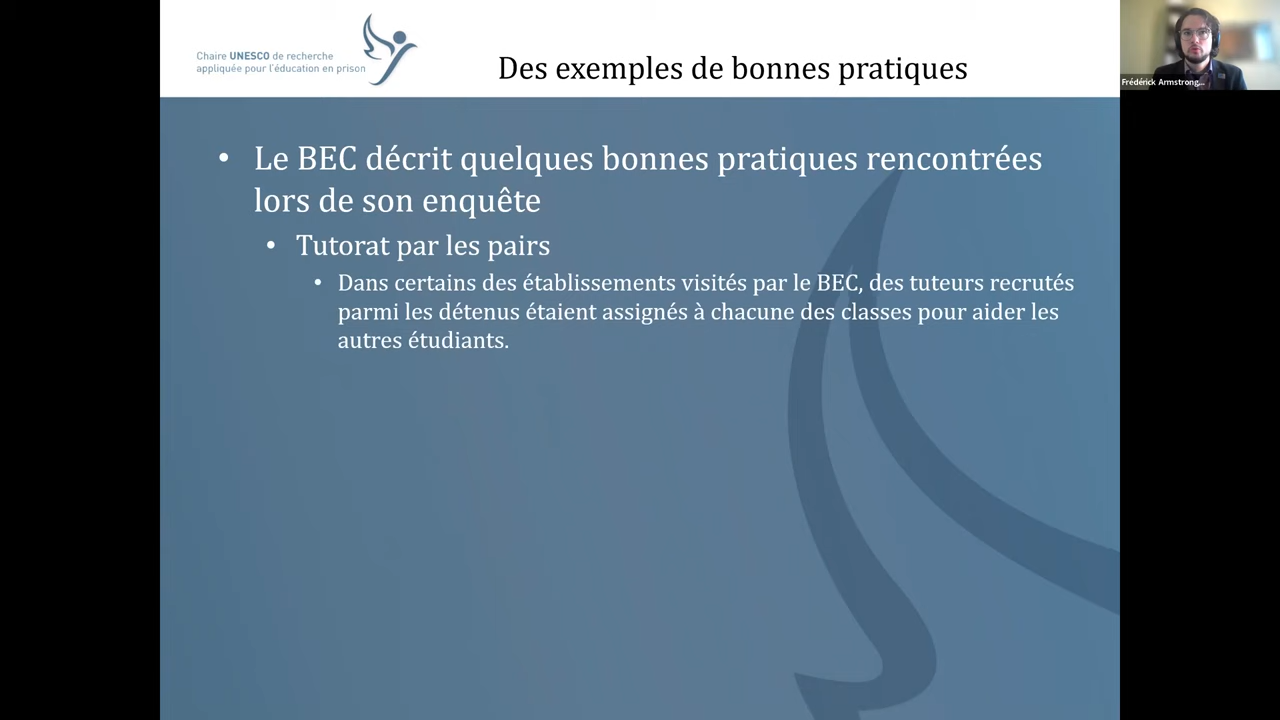 Chaire UNESCO de recherche
appliquée pour l'éducation en prison
Des exemples de bonnes pratiques
Frédérick Armstrong,...
• Le BEC décrit quelques bonnes pratiques rencontrées
lors de son enquête
• Tutorat par les pairs
• Dans certains des établissements visités par le BEC, des tuteurs recrutés
parmi les détenus étaient assignés à chacune des classes pour aider les
autres étudiants.